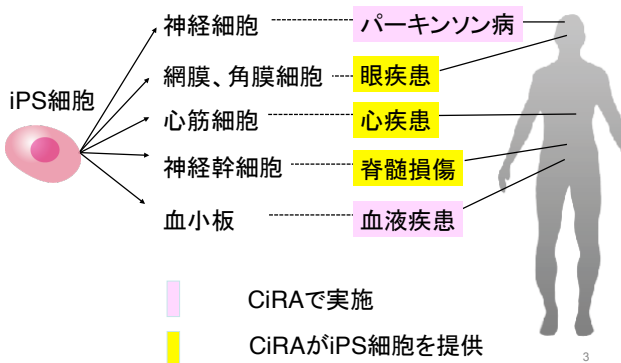 神経細胞 パーキンソン病
網膜、角膜細胞 眼疾患
iPS細胞
心筋細胞 心疾患
神経幹細胞 脊髄損傷
血小板 血液疾患
CiRAで実施
CiRAがiPS細胞を提供
3